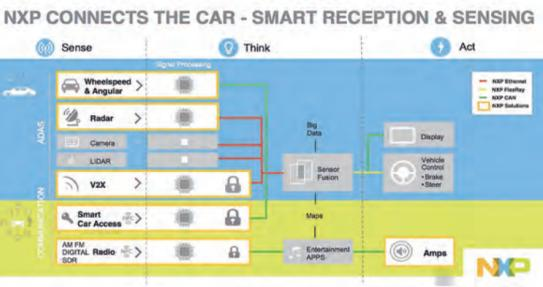 NXP CONNECTS THE CAR - SMART RECEPTION & SENSING
Sense
Think
Act
Signal Processing
NXP Ethernet
NXP FlexRay
NXP CAN
NXP Solutions
ADAS
Wheelspeed
& Angular
Radar
Camera
LiDAR
V2X
Big
Data
Sensor
Fusion
Display
Vehicle
Control
• Brake
• Steer
COMMUNICATION
Smart
Car Access
Maps
AM FM
DIGITAL Radio
SDR
Entertainment
APPS
Amps
NXP